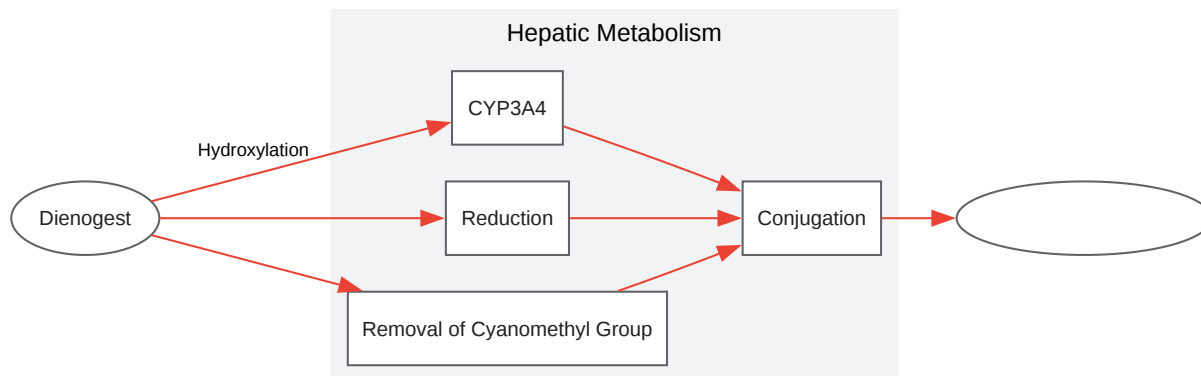 Hepatic Metabolism
CYP3A4
Hydroxylation
Dienogest
Reduction
Conjugation
Removal of Cyanomethyl Group